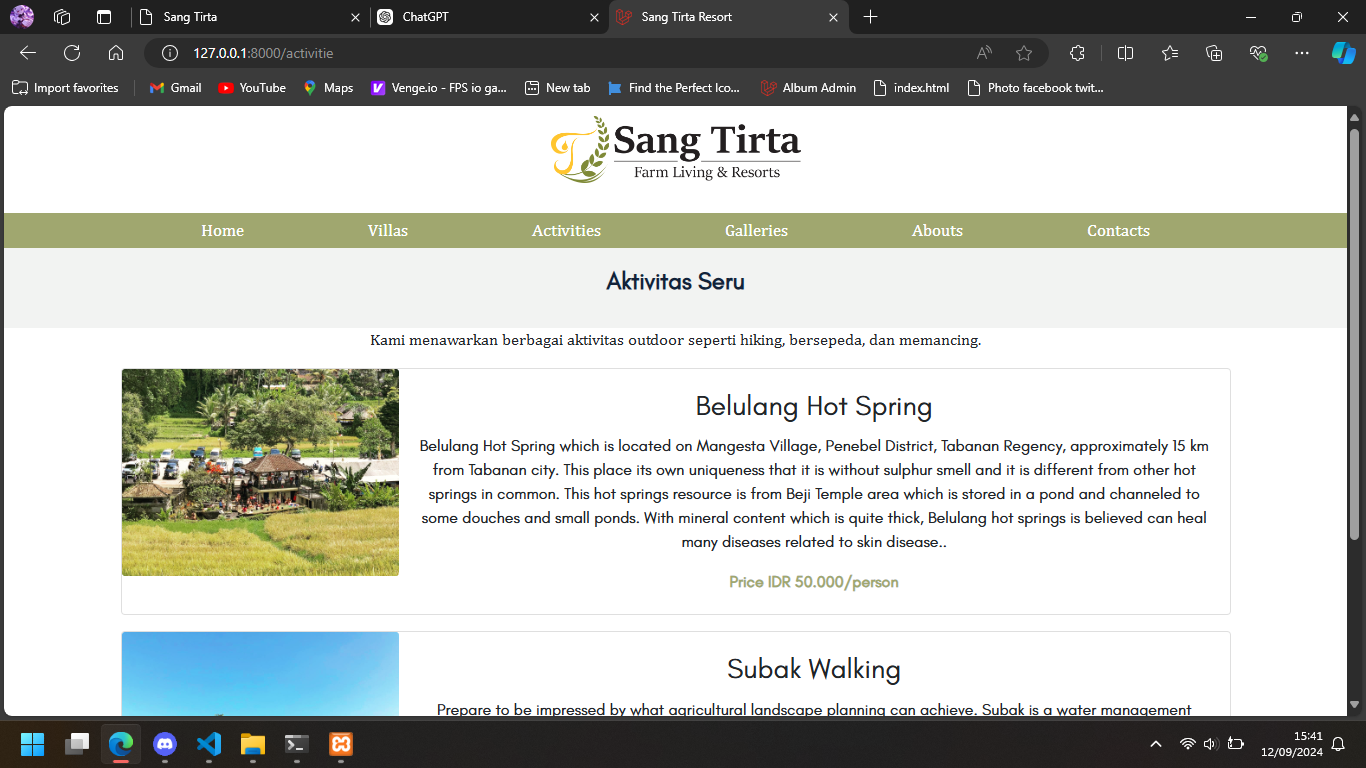 Sang Tirta
ChatGPT
Sang Tirta Resort
127.0.0.1:8000/activitie
Import favorites
Gmail
YouTube
Maps
Venge.io - FPS io ga...
New tab
Find the Perfect Ico...
Album Admin
index.html
Photo facebook twit...
Sang Tirta
Farm Living & Resorts
Home
Villas
Activities
Galleries
Abouts
Contacts
Aktivitas Seru
Kami menawarkan berbagai aktivitas outdoor seperti hiking, bersepeda, dan memancing.
Belulang Hot Spring
Belulang Hot Spring which is located on Mangesta Village, Penebel District, Tabanan Regency, approximately 15 km
from Tabanan city. This place its own uniqueness that it is without sulphur smell and it is different from other hot
springs in common. This hot springs resource is from Beji Temple area which is stored in a pond and channeled to
some douches and small ponds. With mineral content which is quite thick, Belulang hot springs is believed can heal
many diseases related to skin disease..
Price IDR 50.000/person
Subak Walking
Prepare to be impressed by what agricultural landscape planning can achieve. Subak is a water management
15:41
12/09/2024